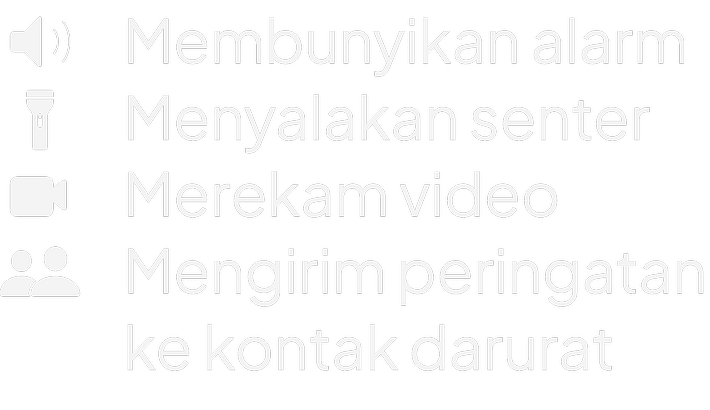 Membunyikan alarm
Menyalakan senter
Merekam video
Mengirim peringatan
ke kontak darurat